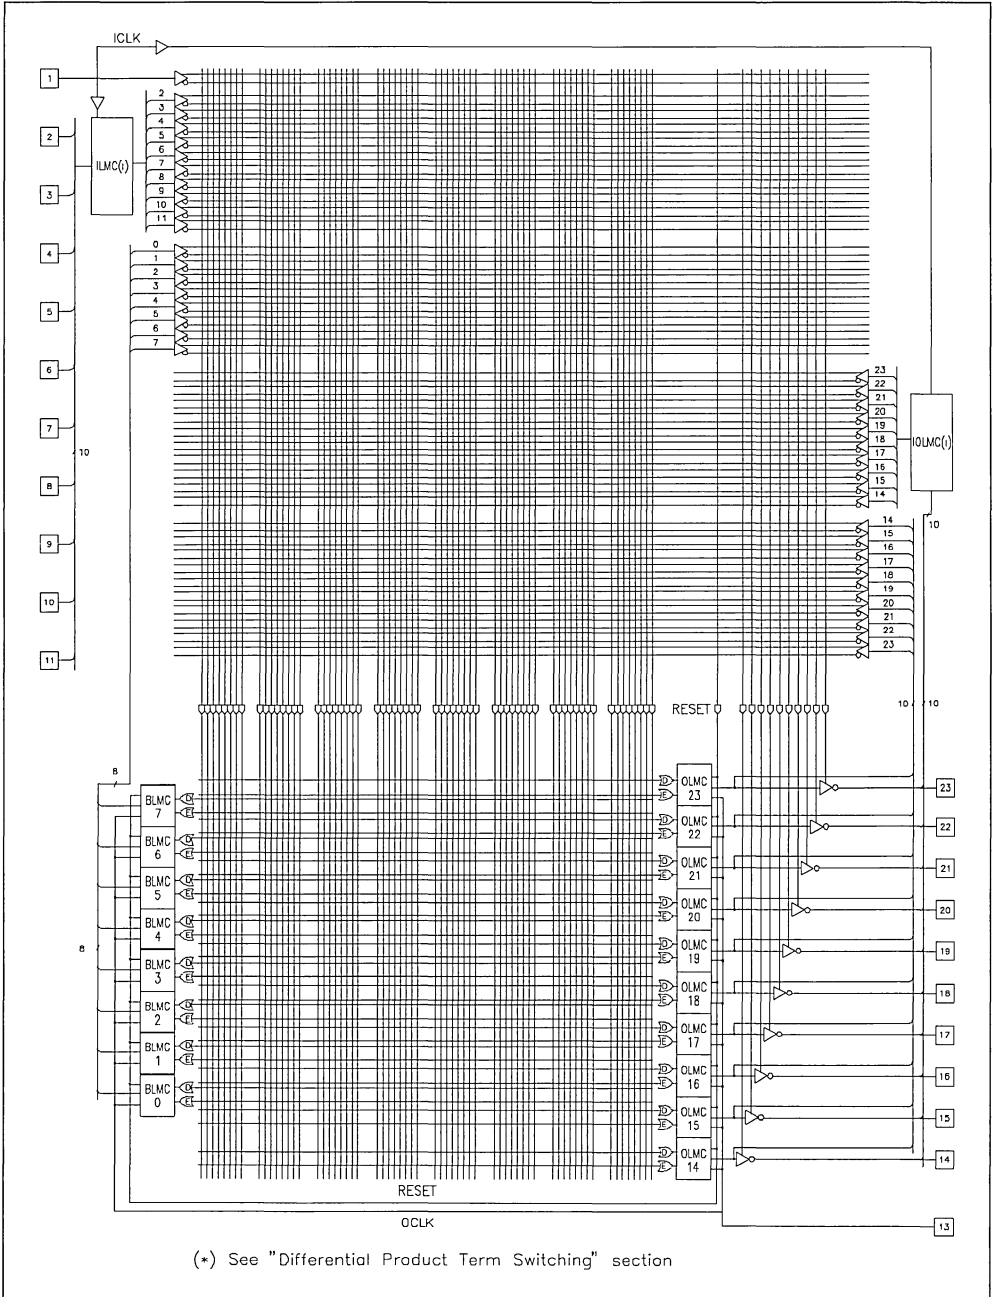 ICLK
1
2
3
4
5
6
7
8
9
10
11
ILMC(i)
2
3
4
5
6
7
8
9
10
11
0
1
2
3
4
5
6
7
10
23
22
21
20
19
18
17
16
15
14
IOLMC(i)
10
14
15
16
17
18
19
20
21
22
23
10
10
RESET
8
8
BLMC
7
D
E
BLMC
6
D
E
BLMC
5
D
E
BLMC
4
D
E
BLMC
3
D
E
BLMC
2
D
E
BLMC
1
D
E
BLMC
0
D
E
D
E
OLMC
23
D
E
OLMC
22
D
E
OLMC
21
D
E
OLMC
20
D
E
OLMC
19
D
E
OLMC
18
D
E
OLMC
17
D
E
OLMC
16
D
E
OLMC
15
D
E
OLMC
14
23
22
21
20
19
18
17
16
15
14
13
RESET
OCLK
(*) See "Differential Product Term Switching" section